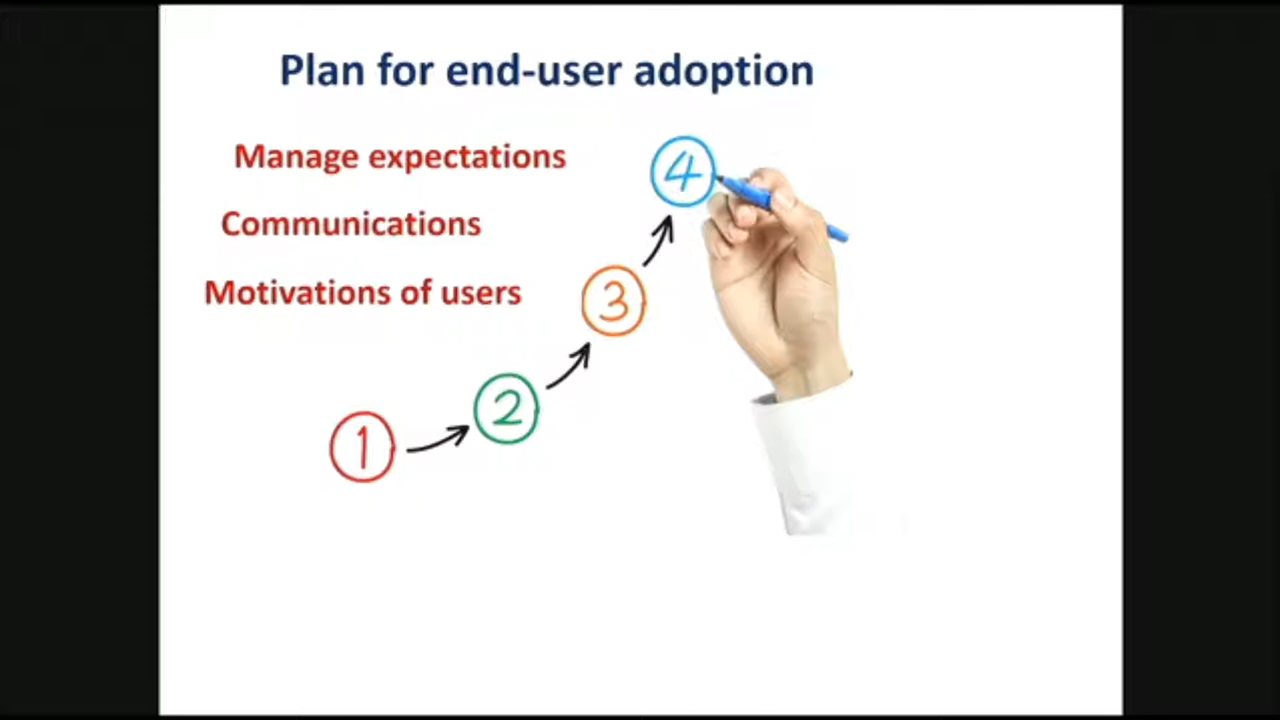 Plan for end-user adoption
Manage expectations
Communications
Motivations of users
4
3
2
1